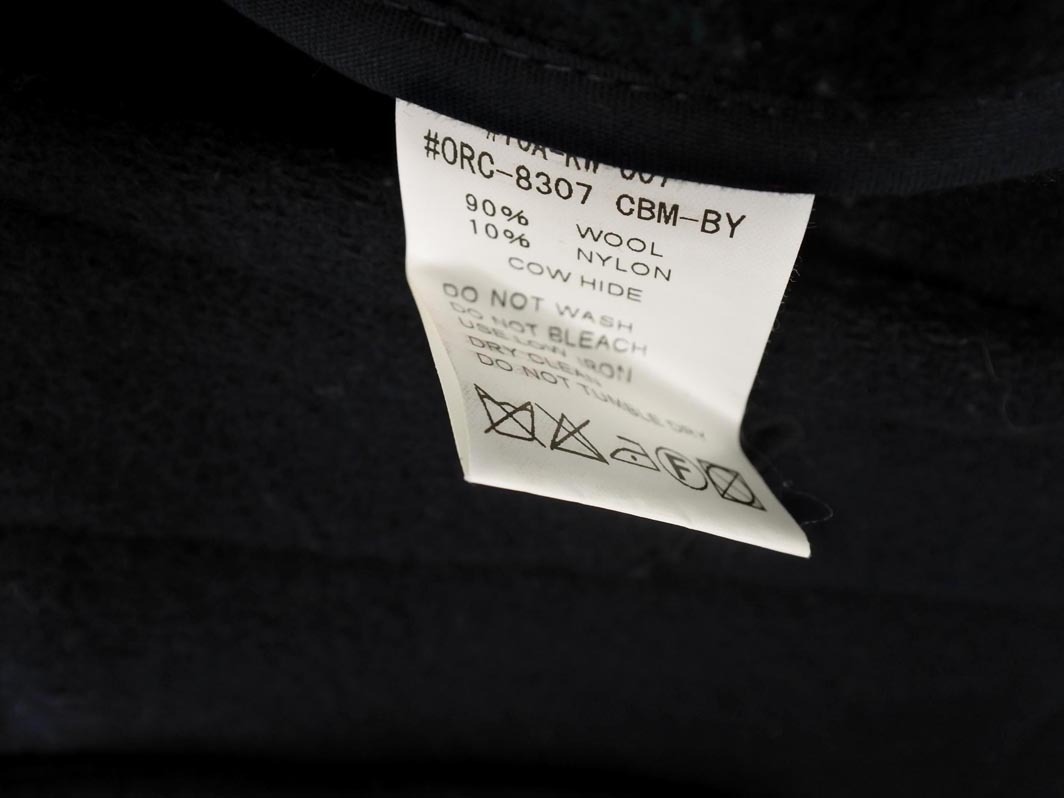 #ORC-8307 CBM-BY
90% WOOL
10% NYLON
COW HIDE
DO NOT WASH
DO NOT BLEACH
USE LOW IRON
DRY CLEAN
DO NOT TUMBLE DRY
F